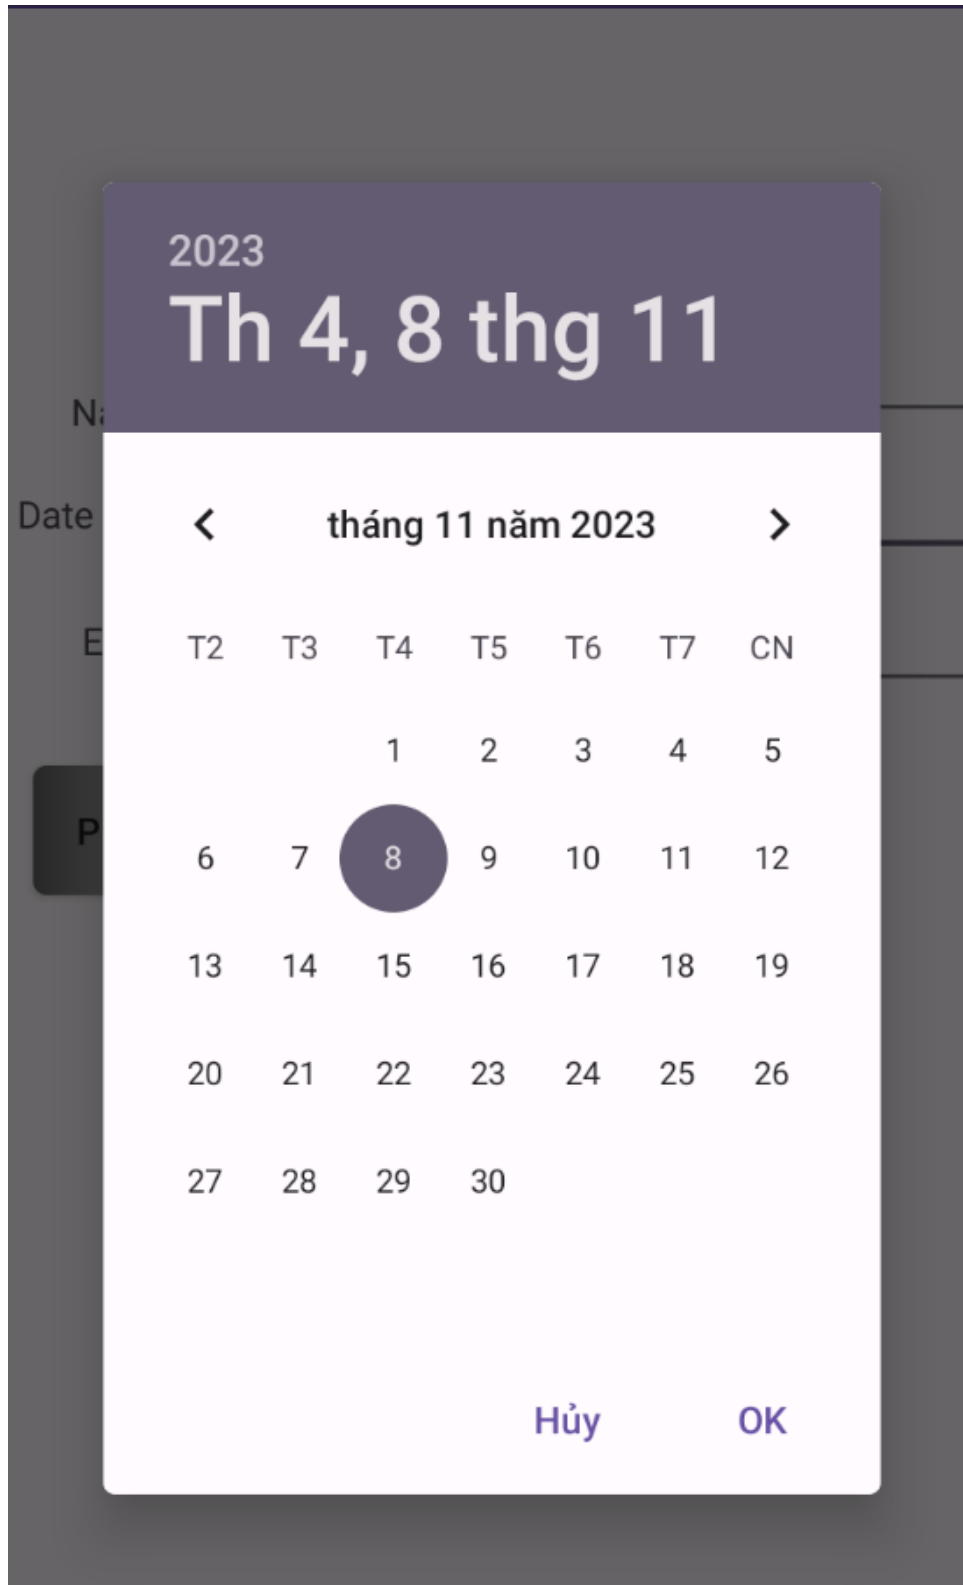 2023
Th 4, 8 thg 11
Date
tháng 11 năm 2023
T2 T3 T4 T5 T6 T7 CN
1 2 3 4 5
6 7 8 9 10 11 12
13 14 15 16 17 18 19
20 21 22 23 24 25 26
27 28 29 30
Hủy OK